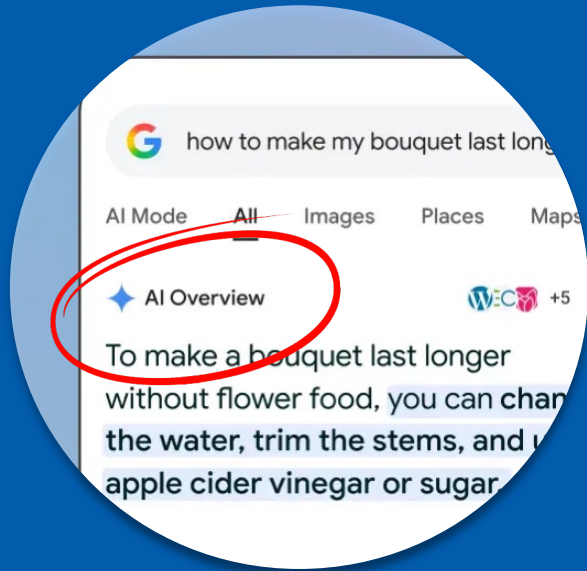 how to make my bouquet last long
AI Mode All Images Places Maps
AI Overview
+5
To make a bouquet last longer
without flower food, you can chan
the water, trim the stems, and u
apple cider vinegar or sugar.